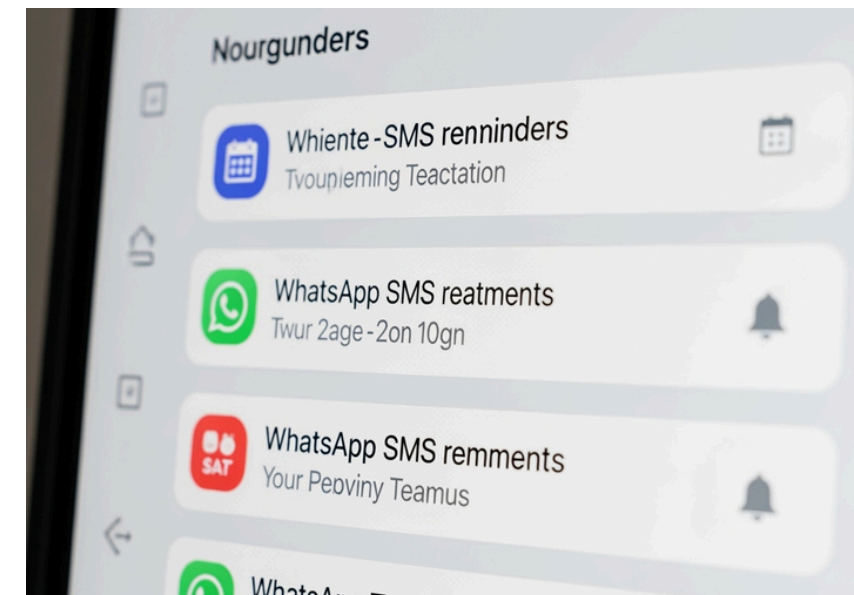 Nourgunders
Whiente-SMS renninders
Tvoupleming Teactation
WhatsApp SMS reatments
Twur 2age-2on 10gn
SAT
WhatsApp SMS remments
Your Peoviny Teamus